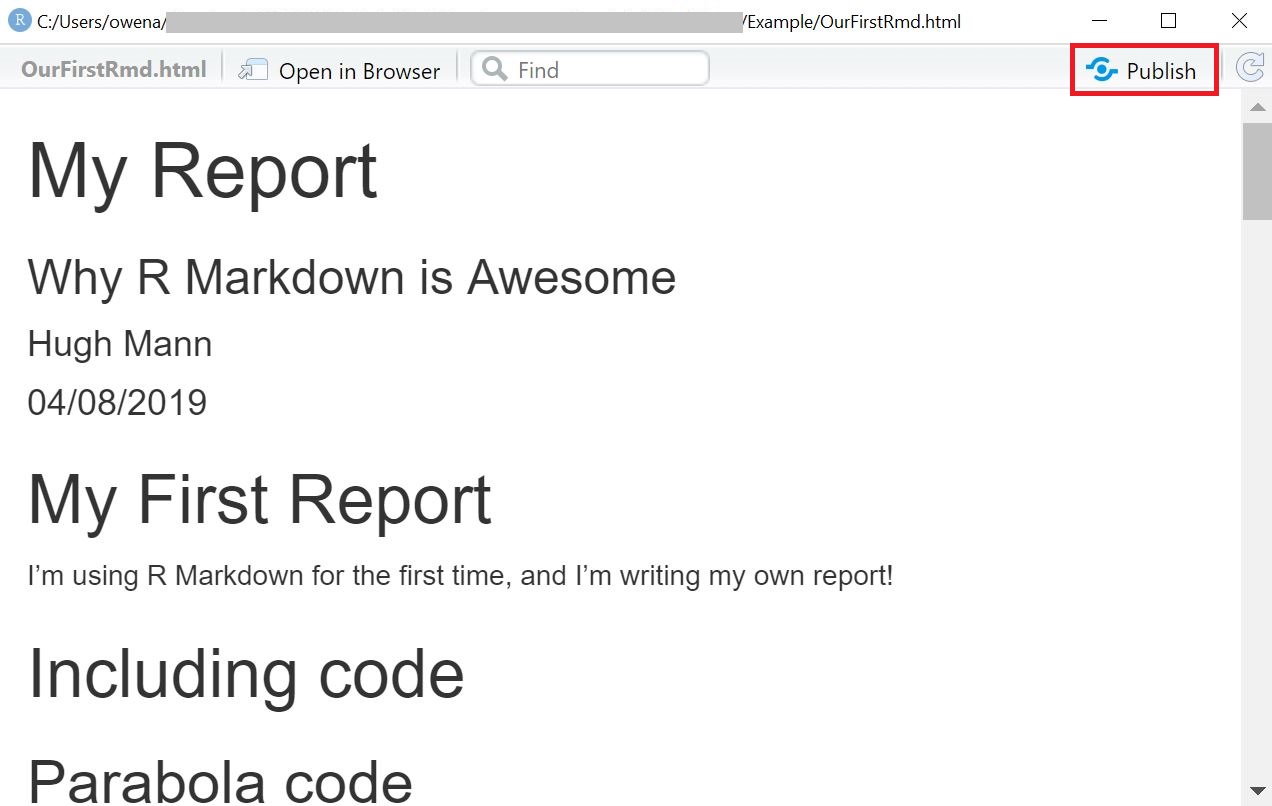 R C:/Users/owena/ /Example/OurFirstRmd.html
OurFirstRmd.html Open in Browser Find Publish
My Report
Why R Markdown is Awesome
Hugh Mann
04/08/2019
My First Report
I’m using R Markdown for the first time, and I’m writing my own report!
Including code
Parabola code